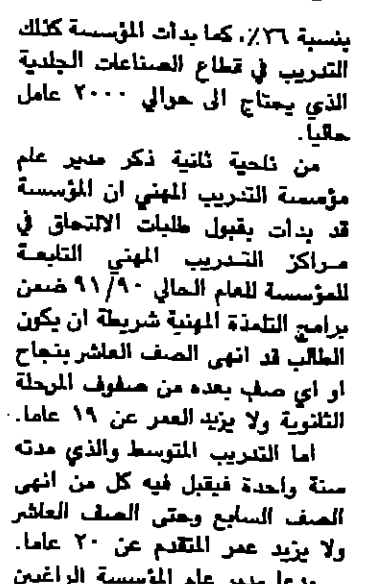 بنسبة ٢٦٪. كما بدأت المؤسسة كذلك
التدريب في قطاع الصناعات الجلدية
الذي يحتاج الى حوالي ٢٠٠٠ عامل
حاليا.
من ناحية ثانية ذكر مدير عام
مؤسسة التدريب المهني ان المؤسسة
قد بدأت بقبول طلبات الالتحاق في
مراكز التدريب المهني التابعة
للمؤسسة للعام الحالي ٩١/٩٠ ضمن
برامج التلمذة المهنية شريطة ان يكون
الطالب قد انهى الصف العاشر بنجاح
او اي صف بعده من صفوف المرحلة
الثانوية ولا يزيد العمر عن ١٩ عاما.
اما التدريب المتوسط والذي مدته
سنة واحدة فيقبل فيه كل من انهى
الصف السابع وحتى الصف العاشر
ولا يزيد عمر المتقدم عن ٢٠ عاما.
ودعا مدير عام المؤسسة الراغبين